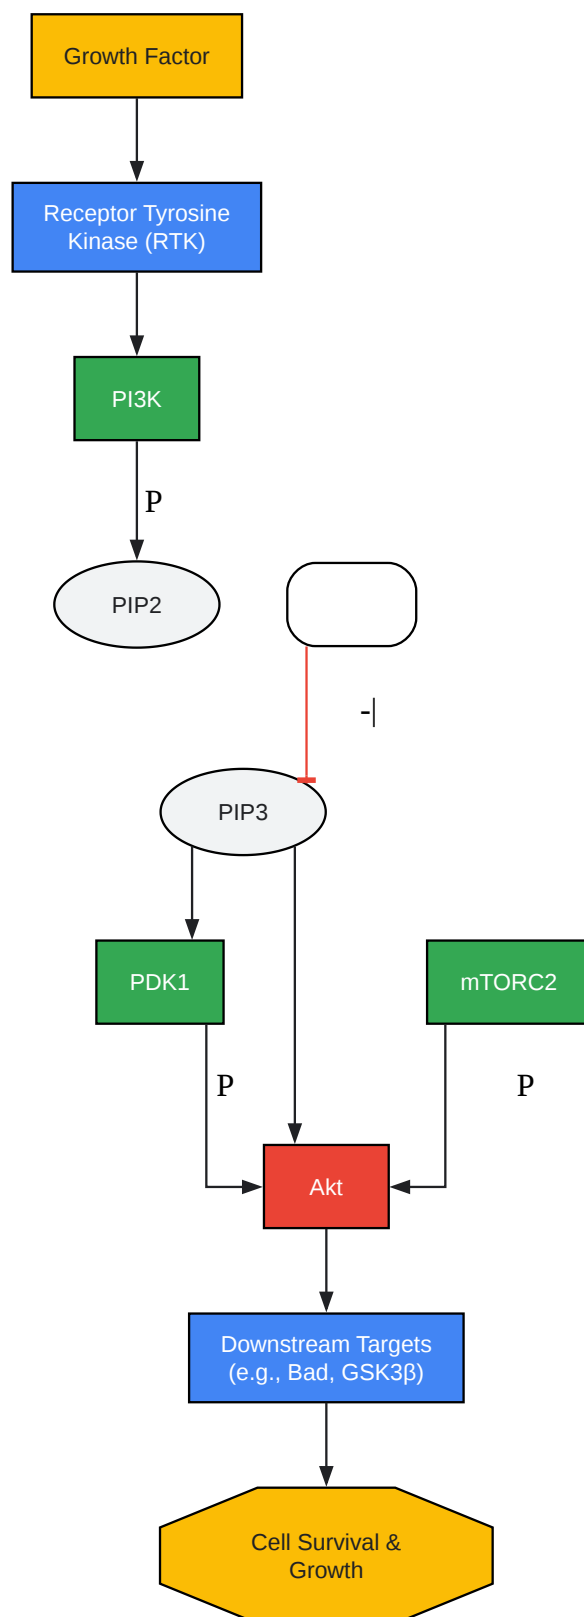 Growth Factor
Receptor Tyrosine
Kinase (RTK)
PI3K
P
PIP2
-|
PIP3
PDK1
mTORC2
P
P
Akt
Downstream Targets
(e.g., Bad, GSK3β)
Cell Survival &
Growth